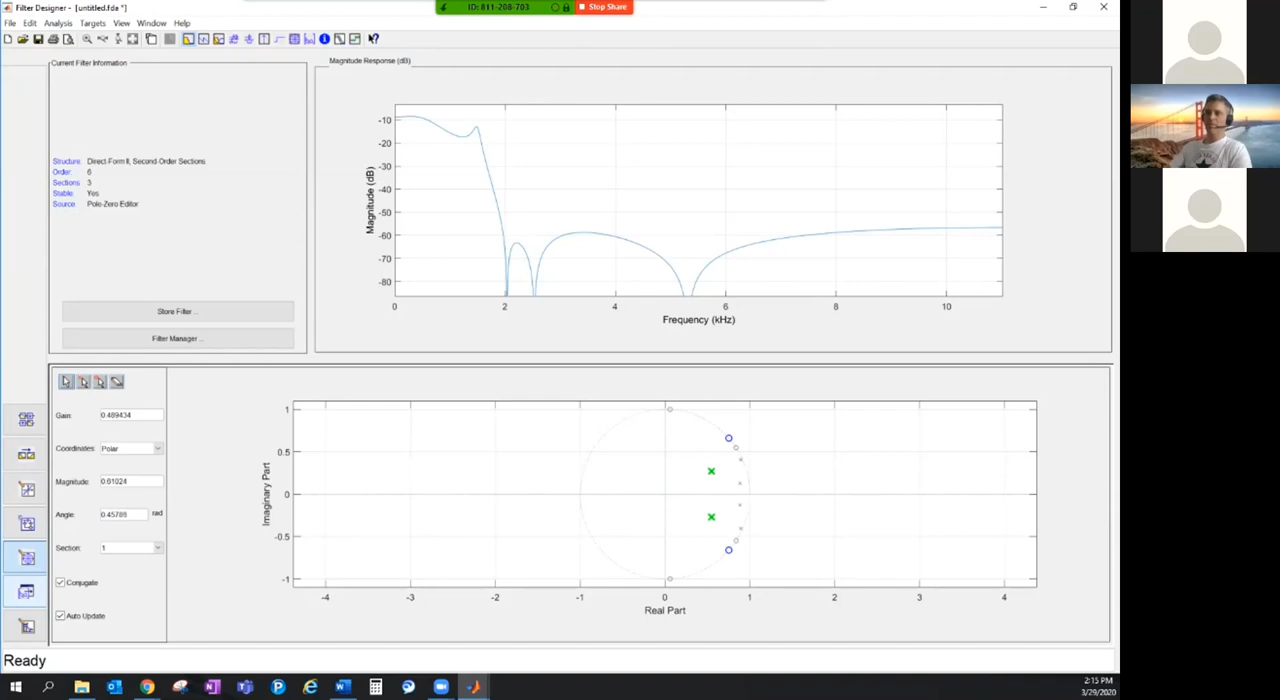 Filter Designer - [untitled.fda *]
ID: 811-208-703
Stop Share
File Edit Analysis Targets View Window Help
Current Filter Information
Structure: Direct-Form II, Second-Order Sections
Order: 6
Sections: 3
Stable: Yes
Source: Pole-Zero Editor
Store Filter ...
Filter Manager ...
Magnitude Response (dB)
-10
-20
-30
-40
-50
-60
-70
-80
Magnitude (dB)
0 2 4 6 8 10
Frequency (kHz)
Gain: 0.489434
Coordinates: Polar
Magnitude: 0.61024
Angle: 0.45786 rad
Section: 1
Conjugate
Auto Update
1
0.5
0
-0.5
-1
Imaginary Part
-4 -3 -2 -1 0 1 2 3 4
Real Part
Ready
2:15 PM
3/29/2020